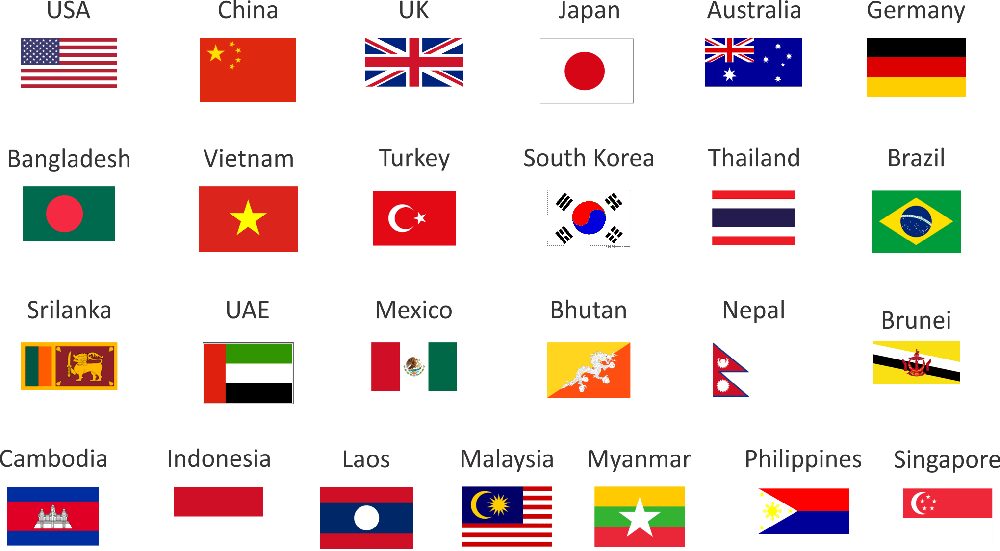 USA China UK Japan Australia Germany
Bangladesh Vietnam Turkey South Korea Thailand Brazil
Srilanka UAE Mexico Bhutan Nepal Brunei
Cambodia Indonesia Laos Malaysia Myanmar Philippines Singapore